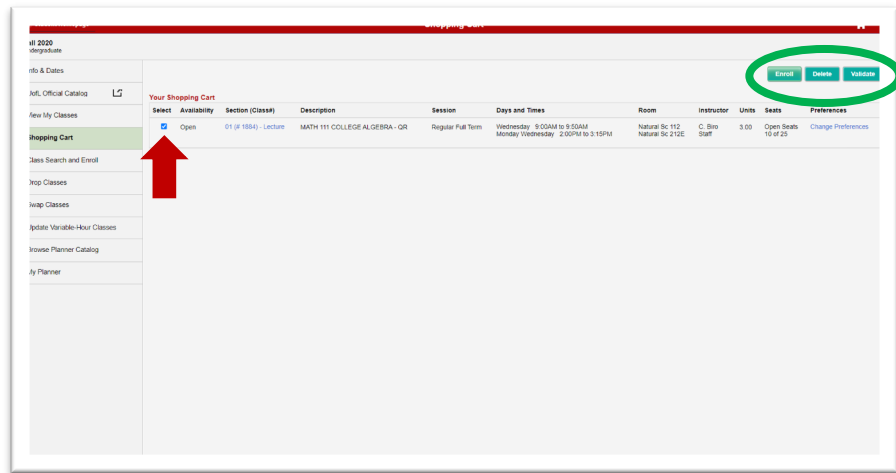 Shopping Cart
all 2020
ndergraduate
nfo & Dates
UofL Official Catalog
View My Classes
Shopping Cart
Class Search and Enroll
Drop Classes
Swap Classes
Update Variable-Hour Classes
Browse Planner Catalog
My Planner
Enroll Delete Validate
Your Shopping Cart
Select Availability Section (Class#) Description Session Days and Times Room Instructor Units Seats Preferences
Open 01 (# 1884) - Lecture MATH 111 COLLEGE ALGEBRA - QR Regular Full Term Wednesday 9:00AM to 9:50AM Natural Sc 112 C. Biro 3.00 Open Seats Change Preferences
Monday Wednesday 2:00PM to 3:15PM Natural Sc 212E Staff 10 of 25